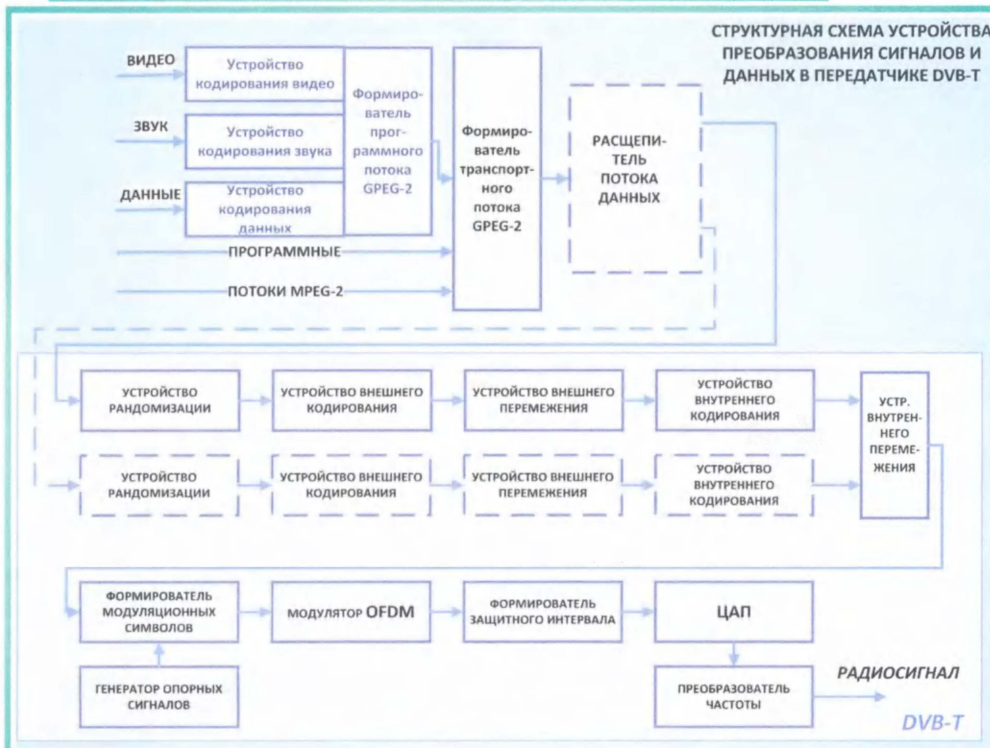 СТРУКТУРНАЯ СХЕМА УСТРОЙСТВА
ПРЕОБРАЗОВАНИЯ СИГНАЛОВ И
ДАННЫХ В ПЕРЕДАТЧИКЕ DVB-T
ВИДЕО
Устройство
кодирования видео
ЗВУК
Устройство
кодирования звука
ДАННЫЕ
Устройство
кодирования
данных
Формиро-
ватель
прог-
раммного
потока
GPEG-2
ПРОГРАММНЫЕ
ПОТОКИ MPEG-2
Формиро-
ватель
транспорт-
ного
потока
GPEG-2
РАСЩЕПИ-
ТЕЛЬ
ПОТОКА
ДАННЫХ
УСТРОЙСТВО
РАНДОМИЗАЦИИ
УСТРОЙСТВО ВНЕШНЕГО
КОДИРОВАНИЯ
УСТРОЙСТВО ВНЕШНЕГО
ПЕРЕМЕЖЕНИЯ
УСТРОЙСТВО
ВНУТРЕННЕГО
КОДИРОВАНИЯ
УСТР.
ВНУТРЕН-
НЕГО
ПЕРЕМЕ-
ЖЕНИЯ
УСТРОЙСТВО
РАНДОМИЗАЦИИ
УСТРОЙСТВО ВНЕШНЕГО
КОДИРОВАНИЯ
УСТРОЙСТВО ВНЕШНЕГО
ПЕРЕМЕЖЕНИЯ
УСТРОЙСТВО
ВНУТРЕННЕГО
КОДИРОВАНИЯ
ФОРМИРОВАТЕЛЬ
МОДУЛЯЦИОННЫХ
СИМВОЛОВ
МОДУЛЯТОР OFDM
ФОРМИРОВАТЕЛЬ
ЗАЩИТНОГО ИНТЕРВАЛА
ЦАП
ГЕНЕРАТОР ОПОРНЫХ
СИГНАЛОВ
ПРЕОБРАЗОВАТЕЛЬ
ЧАСТОТЫ
РАДИОСИГНАЛ
DVB-T